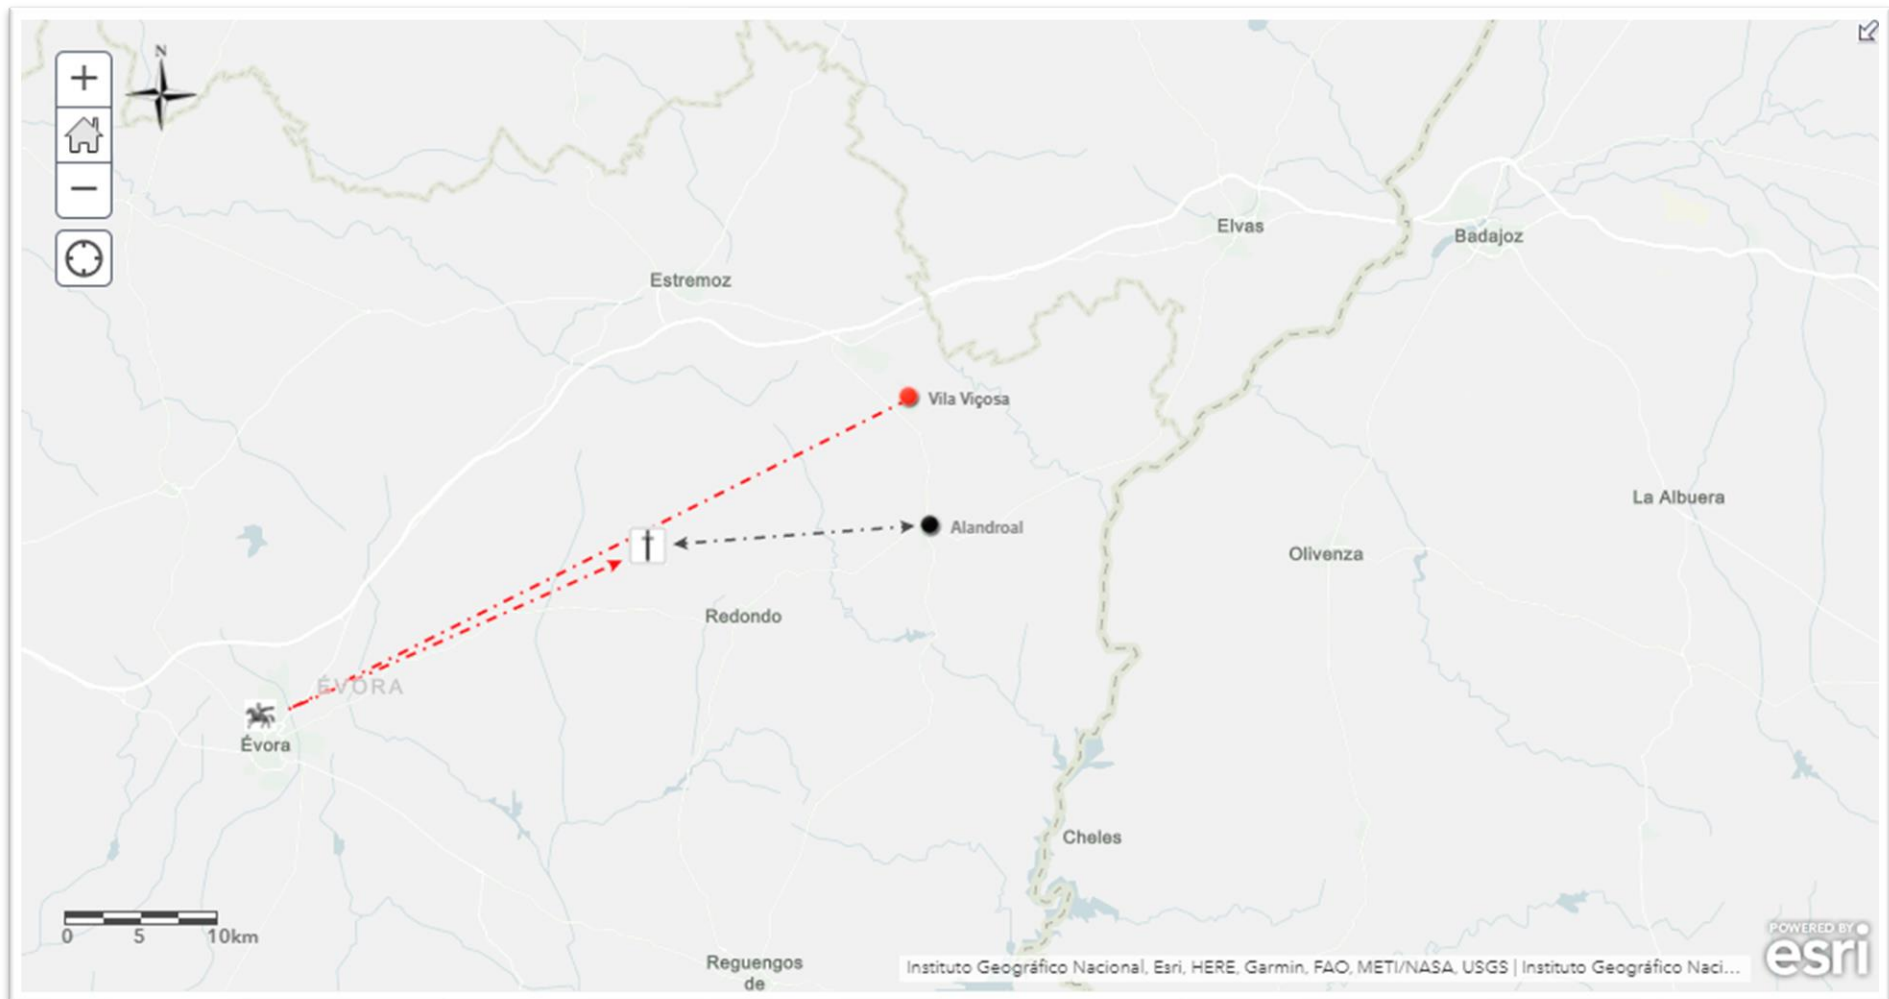 N
+
−
Elvas
Badajoz
Estremoz
Vila Viçosa
La Albuera
Alandroal
Olivenza
Redondo
ÉVORA
Évora
Cheles
0 5 10km
Reguengos
de
Instituto Geográfico Nacional, Esri, HERE, Garmin, FAO, METI/NASA, USGS | Instituto Geográfico Naci...
POWERED BY
esri